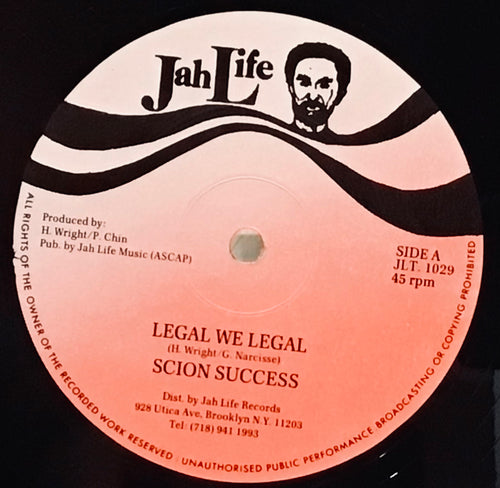 Jah Life
Produced by:
H. Wright/P. Chin
Pub. by Jah Life Music (ASCAP)
SIDE A
JLT. 1029
45 rpm
LEGAL WE LEGAL
(H. Wright/G. Narcisse)
SCION SUCCESS
Dist. by Jah Life Records
928 Utica Ave, Brooklyn N.Y. 11203
Tel: (718) 941 1993
ALL RIGHTS OF THE OWNER OF THE RECORDED WORK RESERVED · UNAUTHORISED PUBLIC PERFORMANCE BROADCASTING OR COPYING PROHIBITED